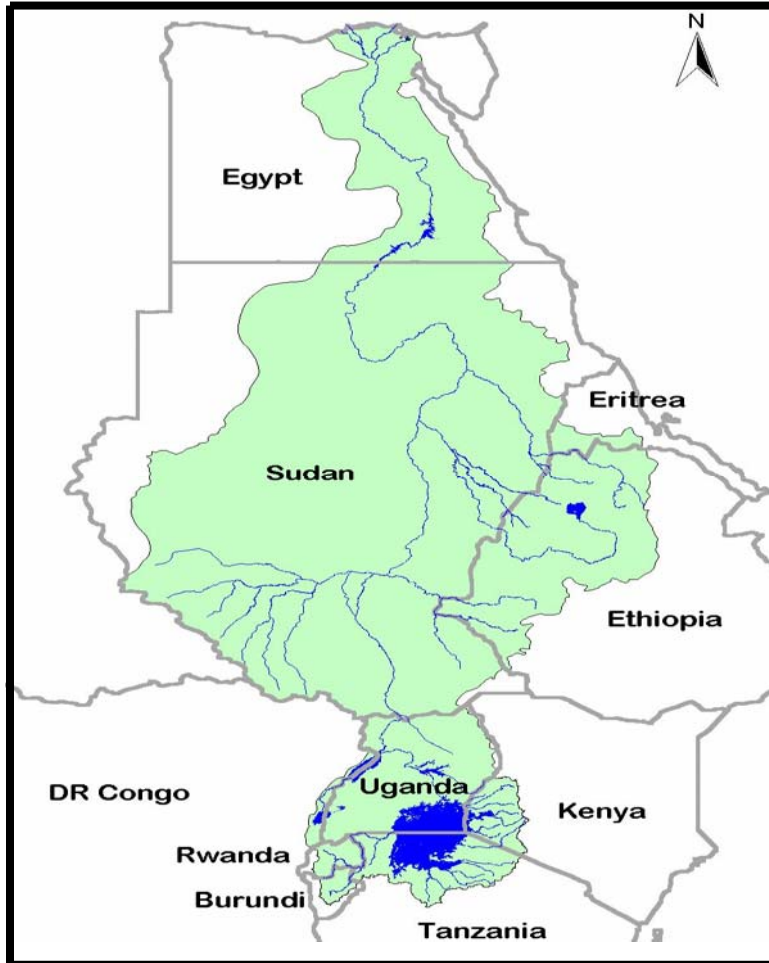 N
Egypt
Eritrea
Sudan
Ethiopia
Uganda
DR Congo
Kenya
Rwanda
Burundi
Tanzania